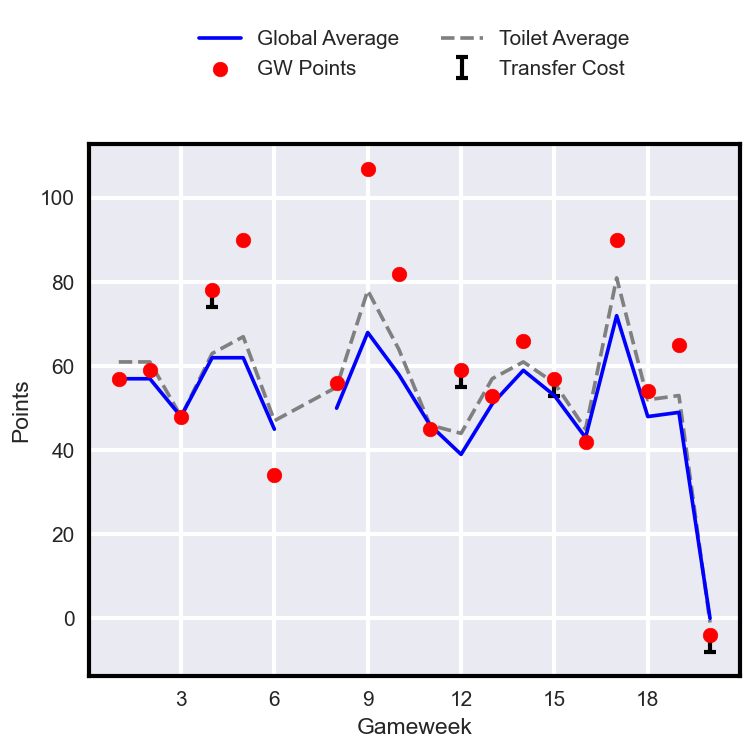 Global Average
Toilet Average
GW Points
Transfer Cost
100
80
60
40
20
0
Points
3 6 9 12 15 18
Gameweek